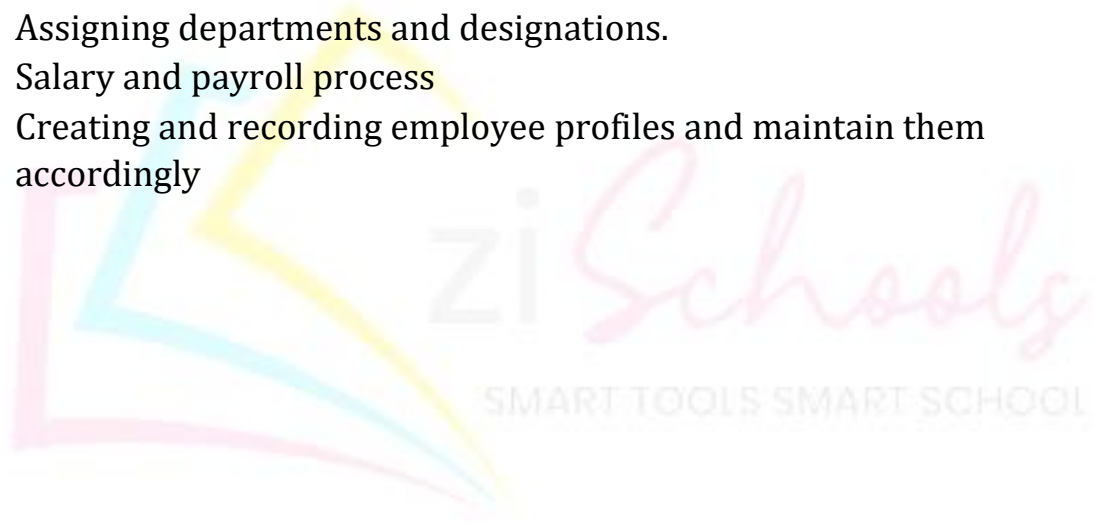 Assigning departments and designations.
Salary and payroll process
Creating and recording employee profiles and maintain them
accordingly
zi Schools
SMART TOOLS SMART SCHOOL